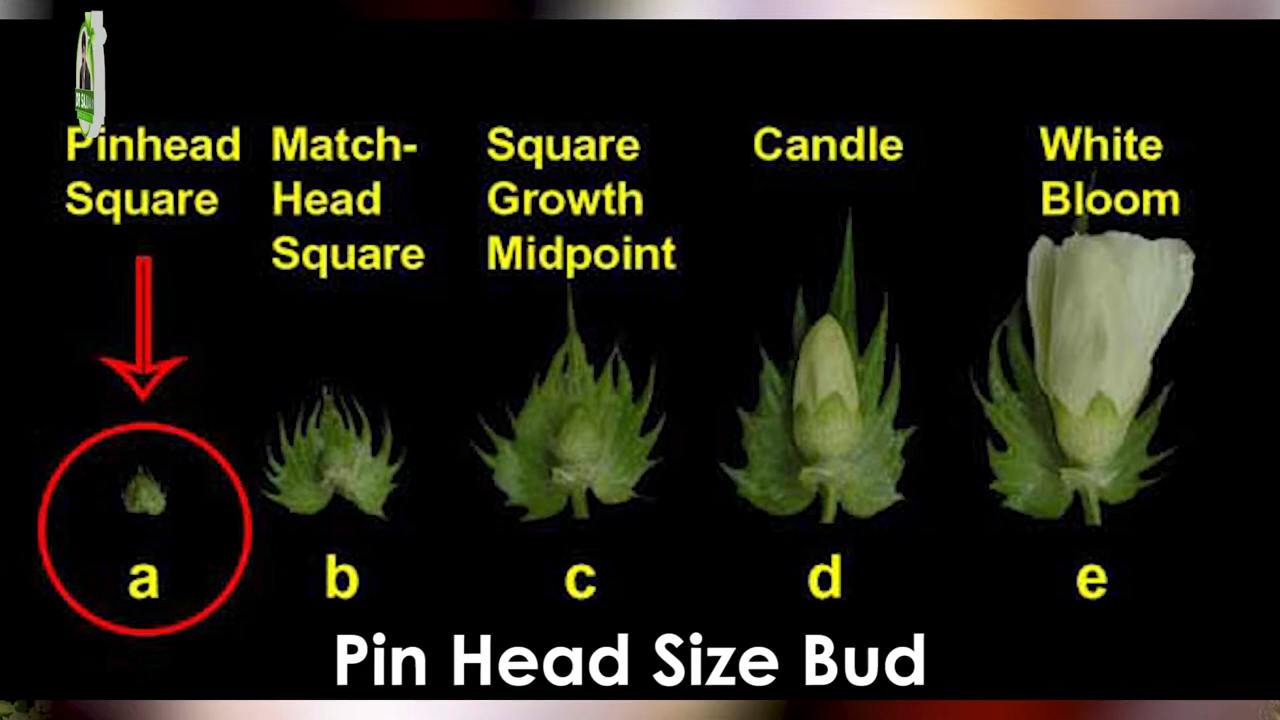 Pinhead
Square
Match-
Head
Square
Square
Growth
Midpoint
Candle
White
Bloom
a
b
c
d
e
Pin Head Size Bud